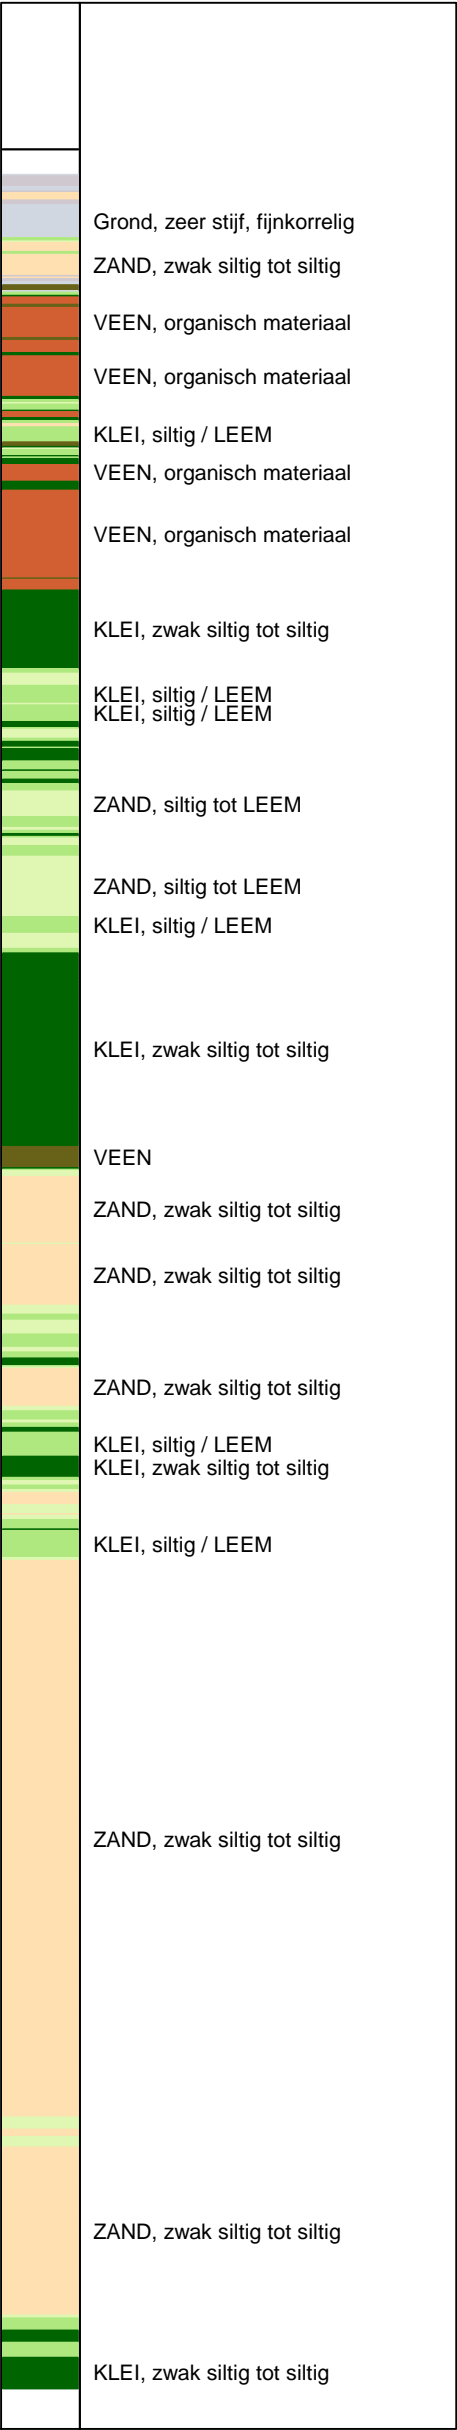 Grond, zeer stijf, fijnkorrelig
ZAND, zwak siltig tot siltig
VEEN, organisch materiaal
VEEN, organisch materiaal
KLEI, siltig / LEEM
VEEN, organisch materiaal
VEEN, organisch materiaal
KLEI, zwak siltig tot siltig
KLEI, siltig / LEEM
KLEI, siltig / LEEM
ZAND, siltig tot LEEM
ZAND, siltig tot LEEM
KLEI, siltig / LEEM
KLEI, zwak siltig tot siltig
VEEN
ZAND, zwak siltig tot siltig
ZAND, zwak siltig tot siltig
ZAND, zwak siltig tot siltig
KLEI, siltig / LEEM
KLEI, zwak siltig tot siltig
KLEI, siltig / LEEM
ZAND, zwak siltig tot siltig
ZAND, zwak siltig tot siltig
KLEI, zwak siltig tot siltig